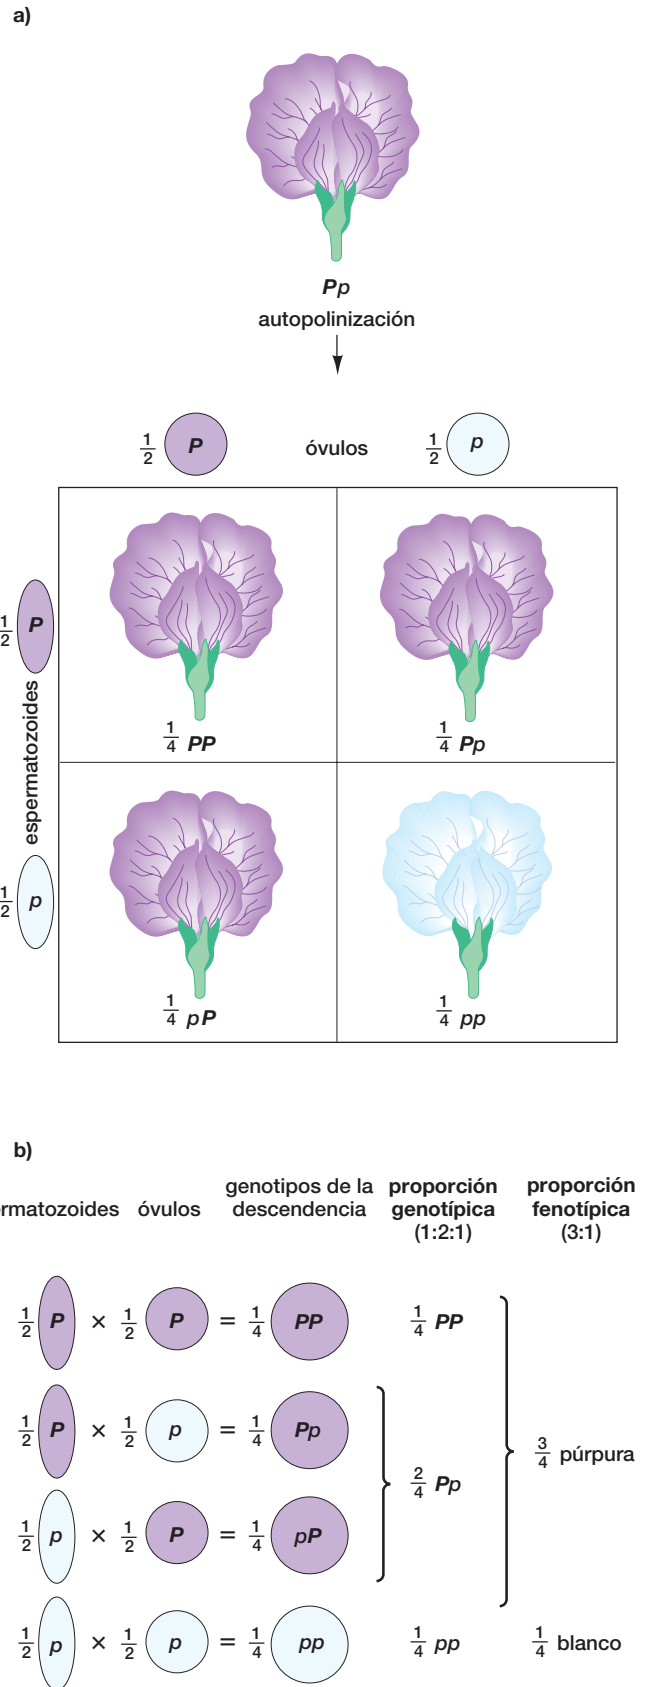 a)
Pp
autopolinización
1/2 P óvulos 1/2 p
1/2 P
espermatozoides
1/2 p
1/4 PP
1/4 Pp
1/4 pP
1/4 pp
b)
rmatozoides óvulos genotipos de la descendencia proporción genotípica (1:2:1) proporción fenotípica (3:1)
1/2 P × 1/2 P = 1/4 PP 1/4 PP
1/2 P × 1/2 p = 1/4 Pp
2/4 Pp 3/4 púrpura
1/2 p × 1/2 P = 1/4 pP
1/2 p × 1/2 p = 1/4 pp 1/4 pp 1/4 blanco